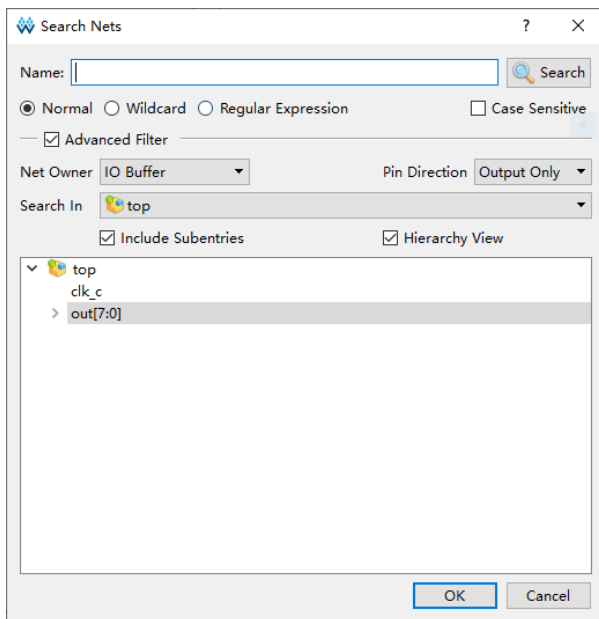 Search Nets ?
Name: Search
Normal Wildcard Regular Expression Case Sensitive
Advanced Filter
Net Owner IO Buffer Pin Direction Output Only
Search In top
Include Subentries Hierarchy View
top
clk_c
out[7:0]
OK Cancel